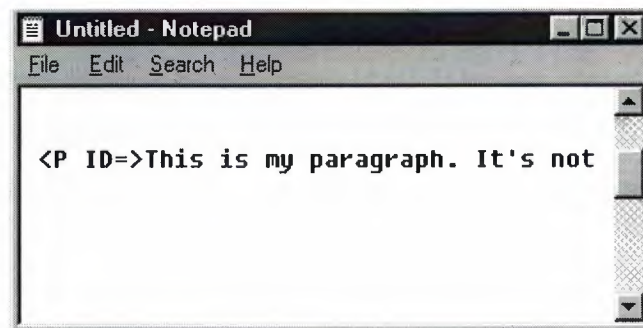 Untitled - Notepad
File Edit Search Help
<P ID=>This is my paragraph. It's not